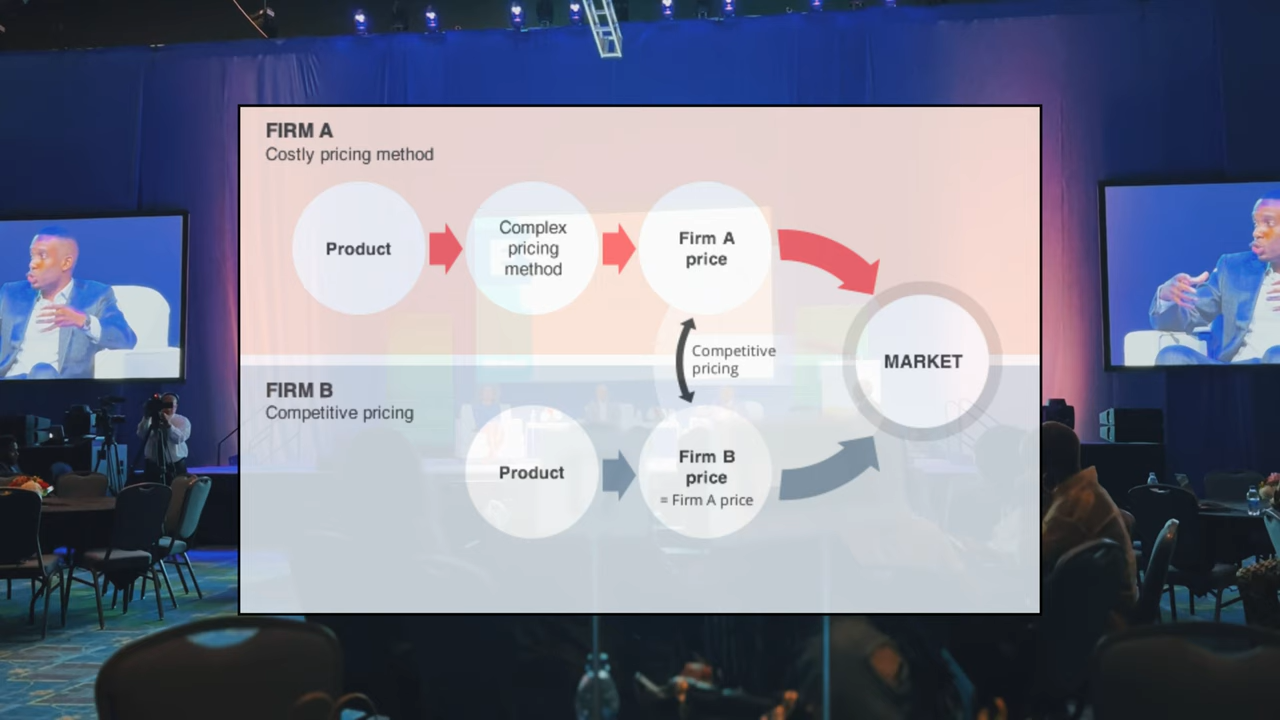 FIRM A
Costly pricing method
Product
Complex
pricing
method
Firm A
price
Competitive
pricing
MARKET
FIRM B
Competitive pricing
Product
Firm B
price
= Firm A price